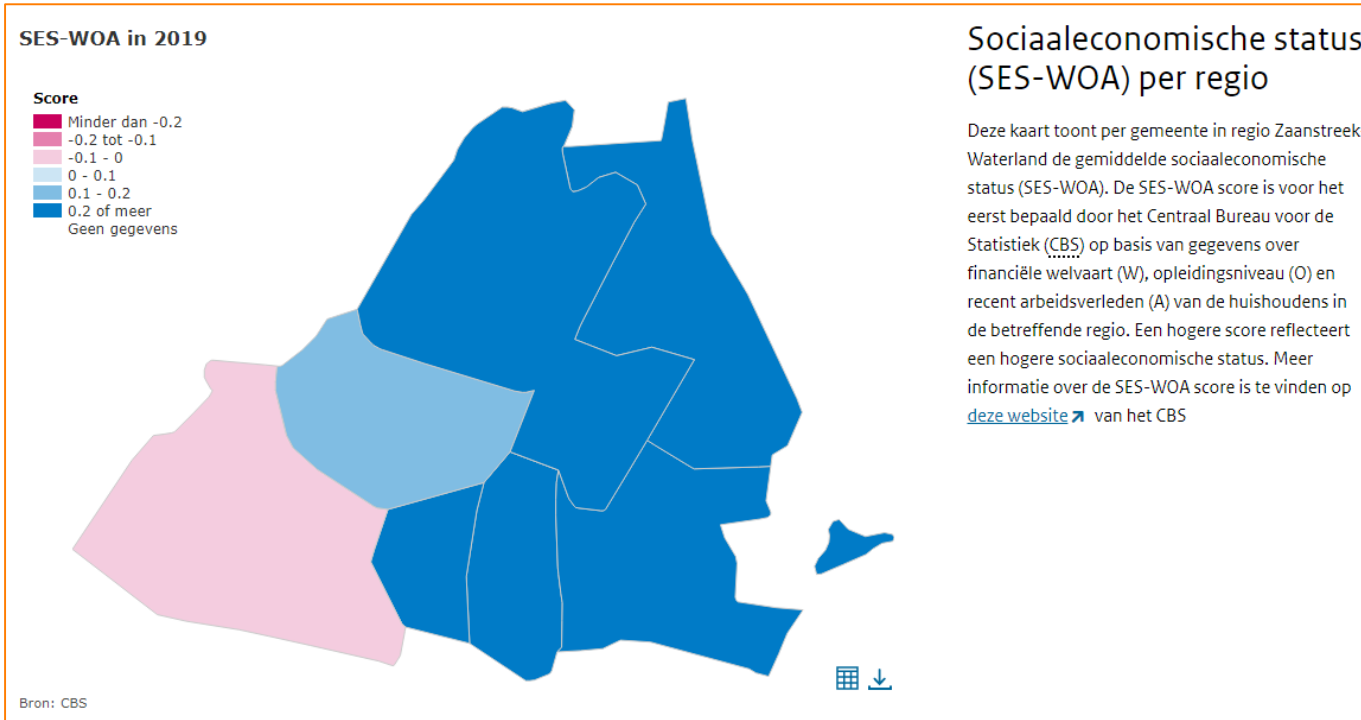 SES-WOA in 2019
Score
Minder dan -0.2
-0.2 tot -0.1
-0.1 - 0
0 - 0.1
0.1 - 0.2
0.2 of meer
Geen gegevens
Bron: CBS
Sociaaleconomische status
(SES-WOA) per regio
Deze kaart toont per gemeente in regio Zaanstreek
Waterland de gemiddelde sociaaleconomische
status (SES-WOA). De SES-WOA score is voor het
eerst bepaald door het Centraal Bureau voor de
Statistiek (CBS) op basis van gegevens over
financiële welvaart (W), opleidingsniveau (O) en
recent arbeidsverleden (A) van de huishoudens in
de betreffende regio. Een hogere score reflecteert
een hogere sociaaleconomische status. Meer
informatie over de SES-WOA score is te vinden op
deze website van het CBS